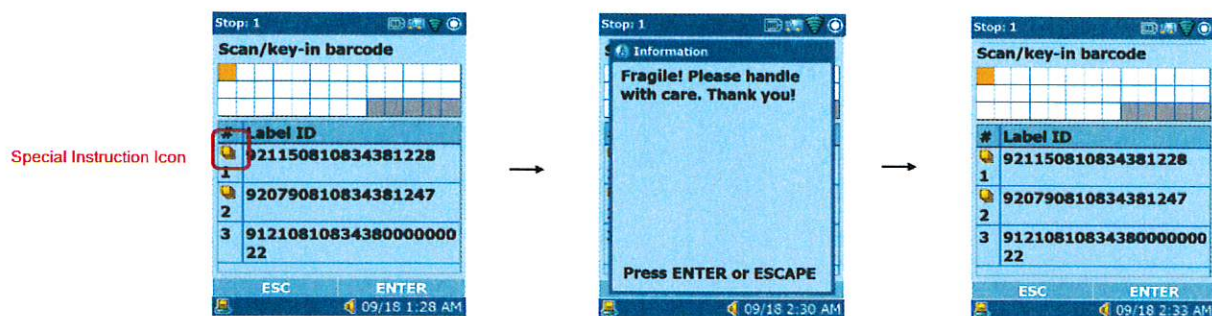 Special Instruction Icon
Stop: 1
Scan/key-in barcode
# Label ID
1 921150810834381228
2 920790810834381247
3 91210810834380000000
22
ESC ENTER
09/18 1:28 AM
Stop: 1
Information
Fragile! Please handle
with care. Thank you!
Press ENTER or ESCAPE
09/18 2:30 AM
Stop: 1
Scan/key-in barcode
# Label ID
1 921150810834381228
2 920790810834381247
3 91210810834380000000
22
ESC ENTER
09/18 2:33 AM